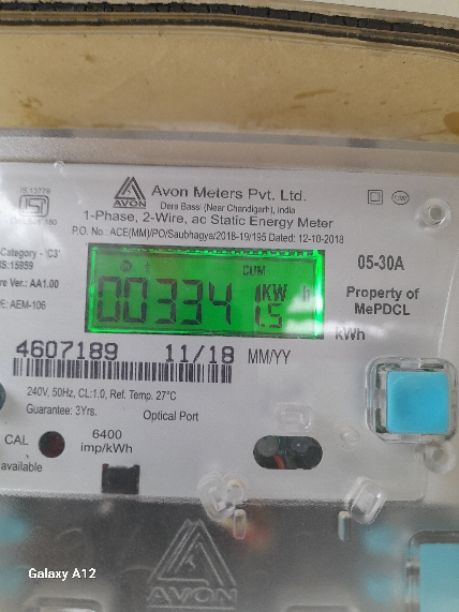 IS 13779
AVON
Avon Meters Pvt. Ltd.
Dera Bassi (Near Chandigarh), India
1-Phase, 2-Wire, ac Static Energy Meter
P.O. No.: ACE(MM)/PO/Saubhagya/2018-19/195 Dated: 12-10-2018
Category - 'C3'
IS:15959
re Ver.: AA1.00
E: AEM-106
CUM
KW h
05-30A
Property of
MePDCL
kWh
4607189 11/18 MM/YY
240V, 50Hz, CL:1.0, Ref. Temp. 27°C
Guarantee: 3Yrs.
Optical Port
CAL
6400
imp/kWh
available
AVON
Galaxy A12